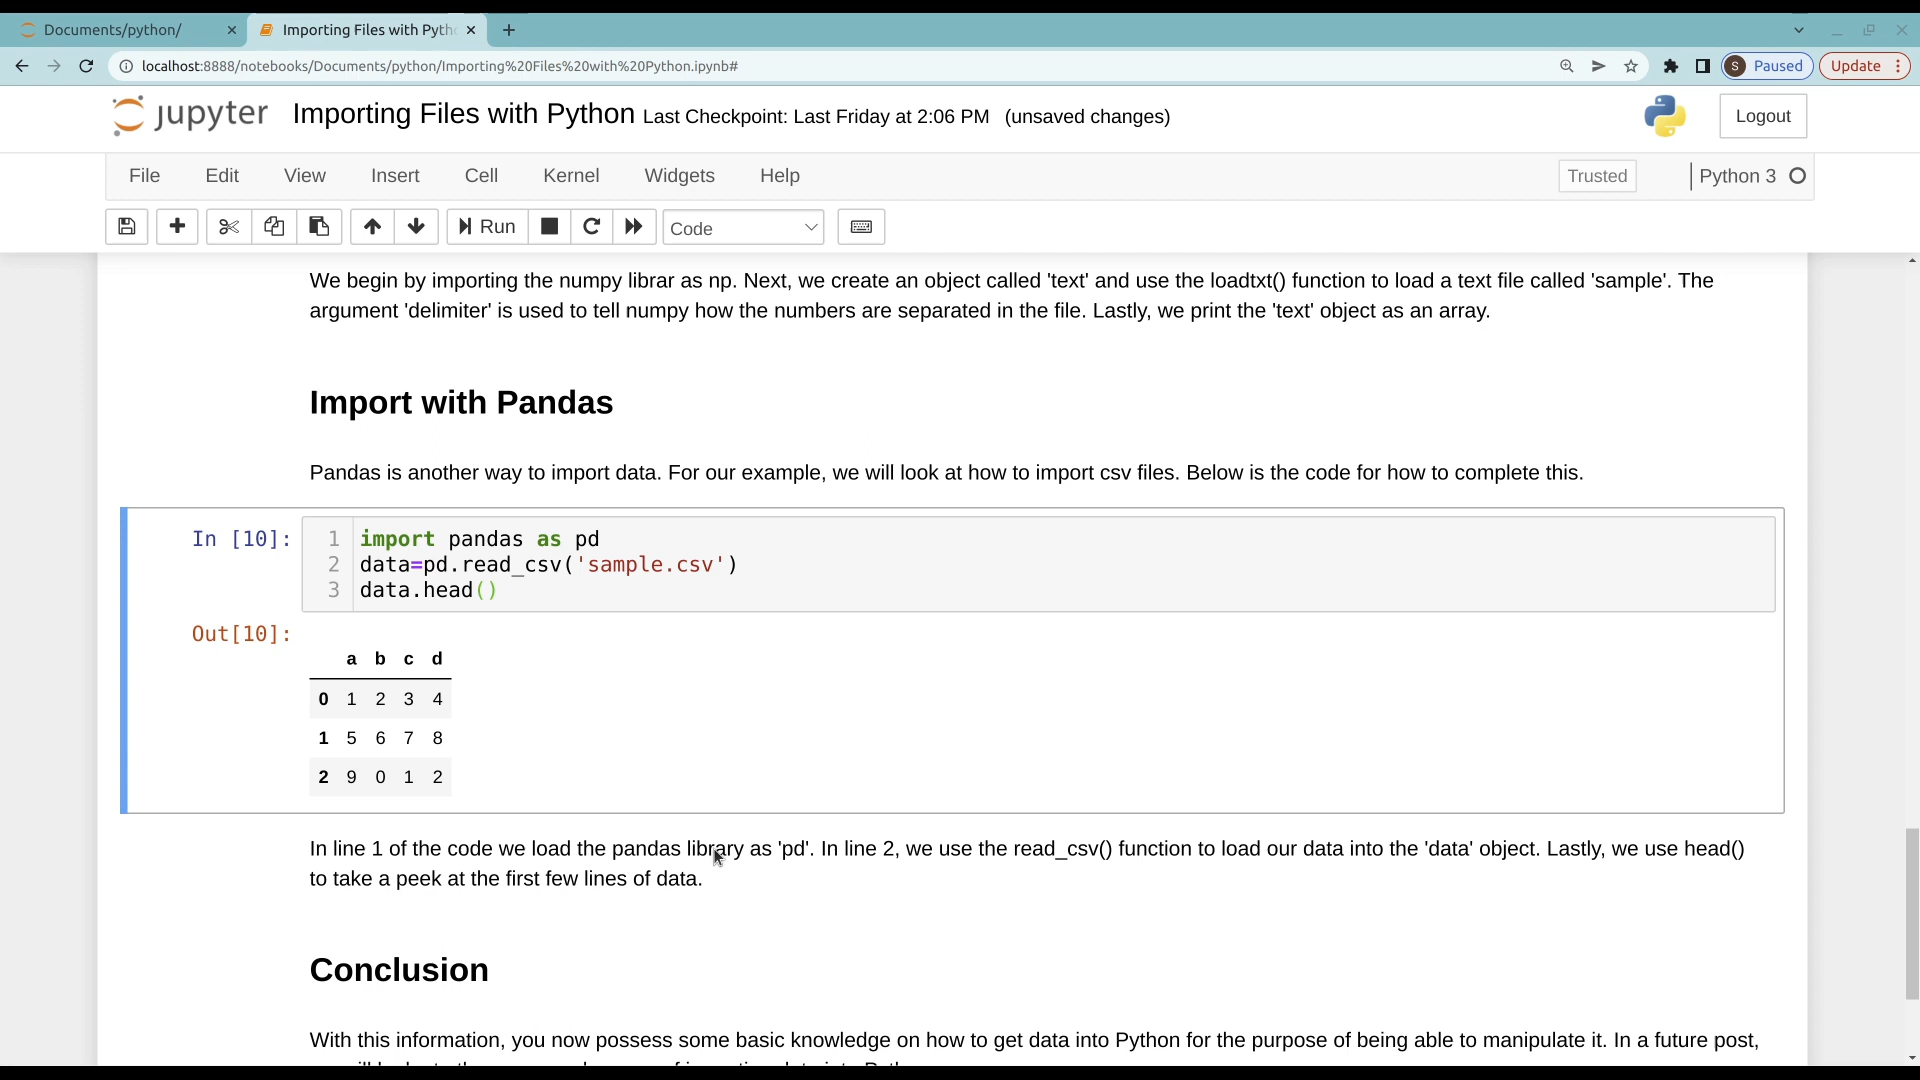 Documents/python/
Importing Files with Pyth
localhost:8888/notebooks/Documents/python/Importing%20Files%20with%20Python.ipynb#
S Paused
Update
jupyter Importing Files with Python Last Checkpoint: Last Friday at 2:06 PM (unsaved changes)
Logout
File Edit View Insert Cell Kernel Widgets Help
Trusted
Python 3
Run
Code
We begin by importing the numpy librar as np. Next, we create an object called 'text' and use the loadtxt() function to load a text file called 'sample'. The
argument 'delimiter' is used to tell numpy how the numbers are separated in the file. Lastly, we print the 'text' object as an array.
Import with Pandas
Pandas is another way to import data. For our example, we will look at how to import csv files. Below is the code for how to complete this.
In [10]:
1 import pandas as pd
2 data=pd.read_csv('sample.csv')
3 data.head()
Out[10]:
a b c d
0 1 2 3 4
1 5 6 7 8
2 9 0 1 2
In line 1 of the code we load the pandas library as 'pd'. In line 2, we use the read_csv() function to load our data into the 'data' object. Lastly, we use head()
to take a peek at the first few lines of data.
Conclusion
With this information, you now possess some basic knowledge on how to get data into Python for the purpose of being able to manipulate it. In a future post,